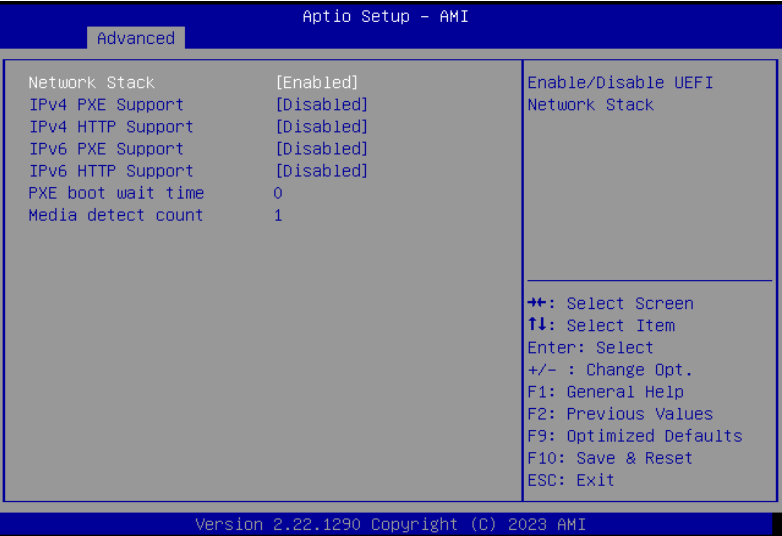 Aptio Setup – AMI
Advanced
Network Stack [Enabled]
IPv4 PXE Support [Disabled]
IPv4 HTTP Support [Disabled]
IPv6 PXE Support [Disabled]
IPv6 HTTP Support [Disabled]
PXE boot wait time 0
Media detect count 1
Enable/Disable UEFI
Network Stack
→←: Select Screen
↑↓: Select Item
Enter: Select
+/- : Change Opt.
F1: General Help
F2: Previous Values
F9: Optimized Defaults
F10: Save & Reset
ESC: Exit
Version 2.22.1290 Copyright (C) 2023 AMI